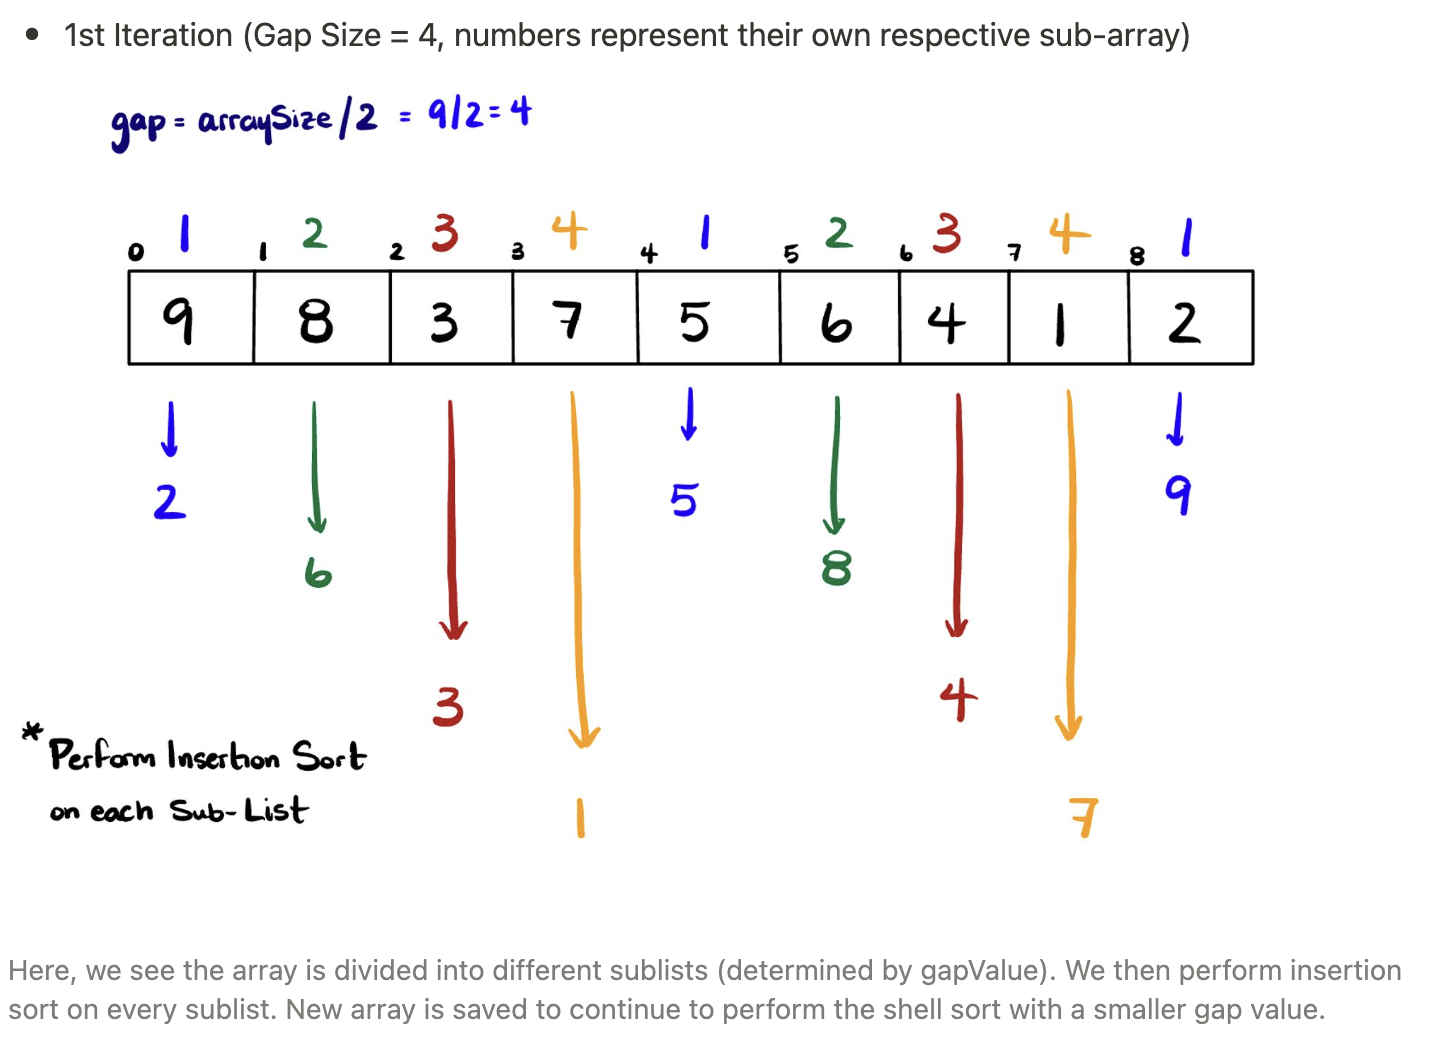 • 1st Iteration (Gap Size = 4, numbers represent their own respective sub-array)
gap = arraySize/2 = 9/2 = 4
0 1 1 2 2 3 3 4 4 1 5 2 6 3 7 4 8 1
9 8 3 7 5 6 4 1 2
2 5 9
6 8
3 4
* Perform Insertion Sort
on each Sub-List
1 7
Here, we see the array is divided into different sublists (determined by gapValue). We then perform insertion
sort on every sublist. New array is saved to continue to perform the shell sort with a smaller gap value.